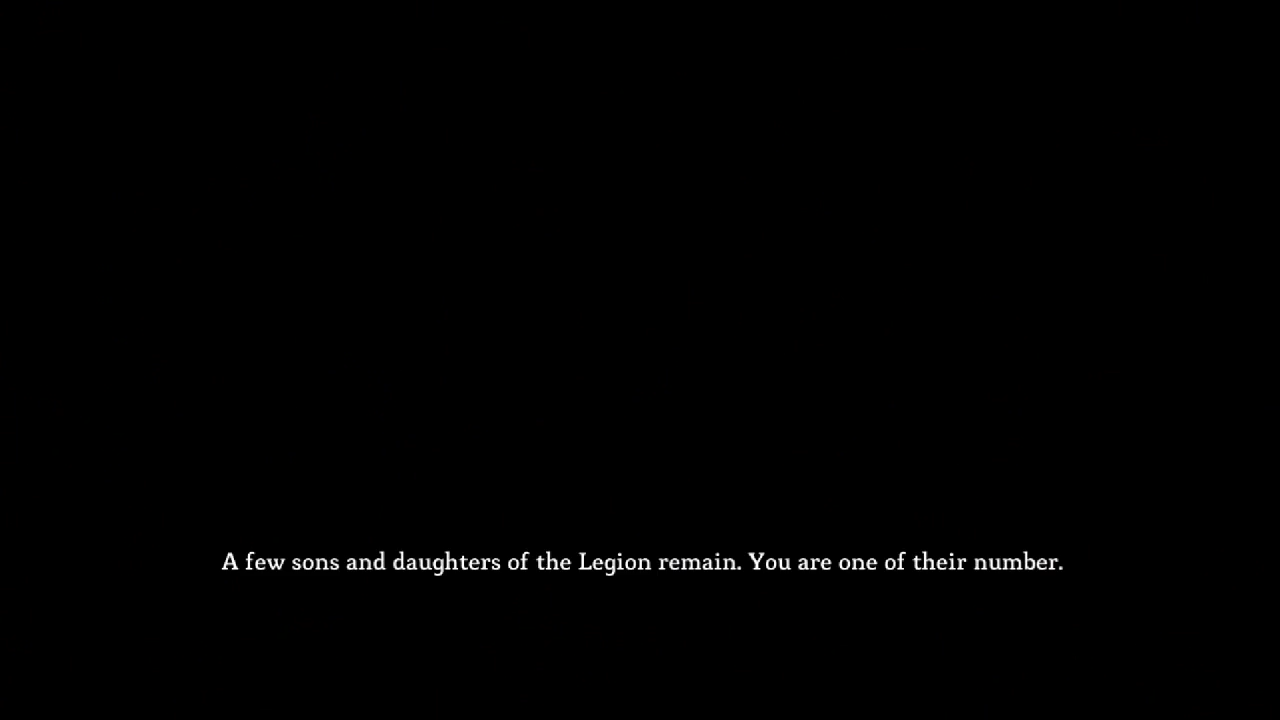 A few sons and daughters of the Legion remain. You are one of their number.